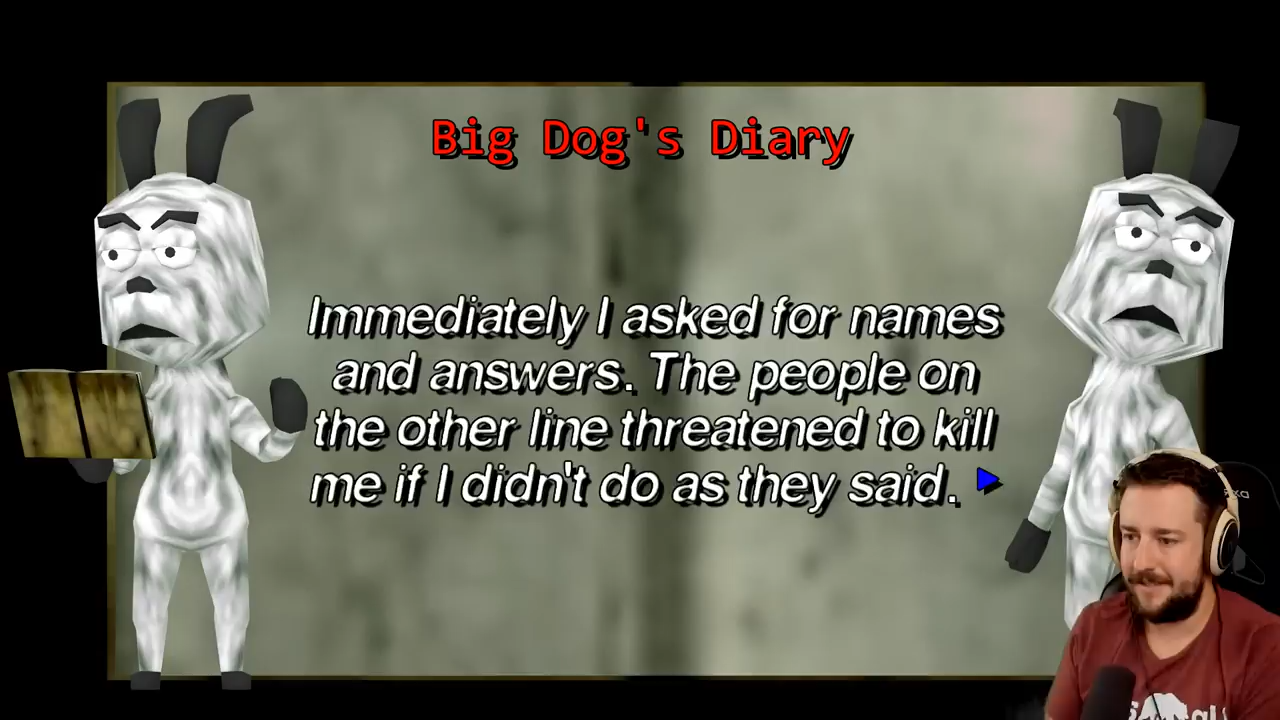 Big Dog's Diary
Immediately I asked for names
and answers. The people on
the other line threatened to kill
me if I didn't do as they said.